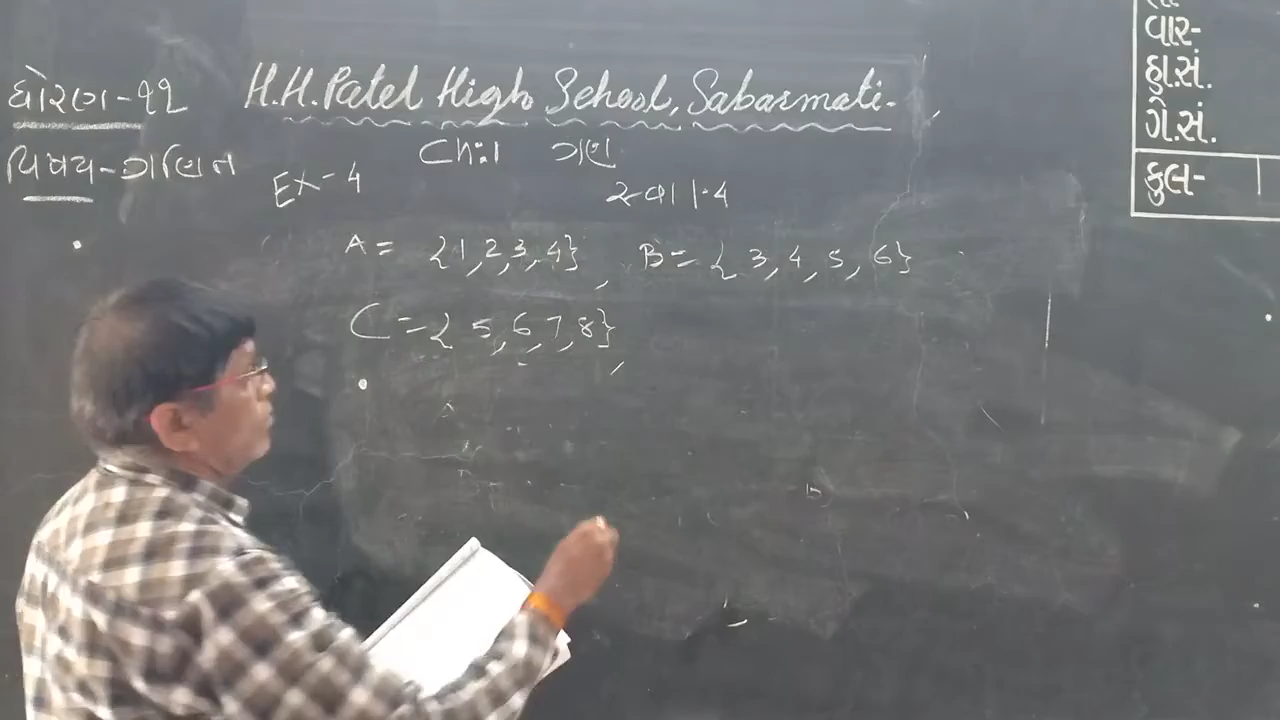 ધોરણ-૧૧
H.H.Patel High School, Sabarmati.
વિષય-ગણિત
Ch:1 ગણ
Ex-4
સ્વા 1.4
A = {1,2,3,4}, B = {3,4,5,6}
C = {5,6,7,8},
વાર-
હા.સં.
ગે.સં.
કુલ-